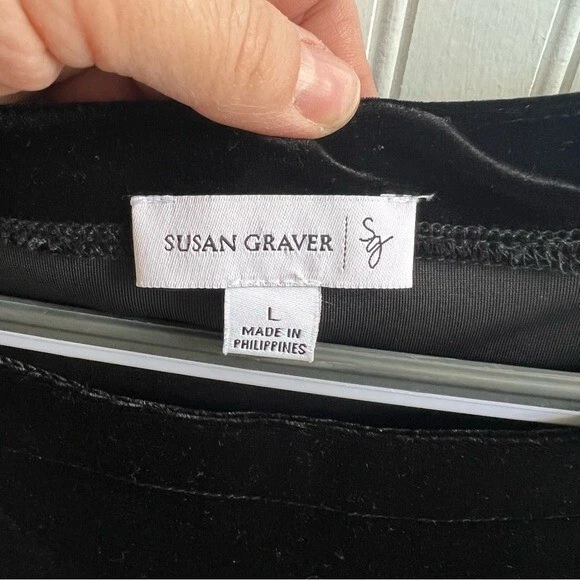 SUSAN GRAVER | Sg
L
MADE IN
PHILIPPINES